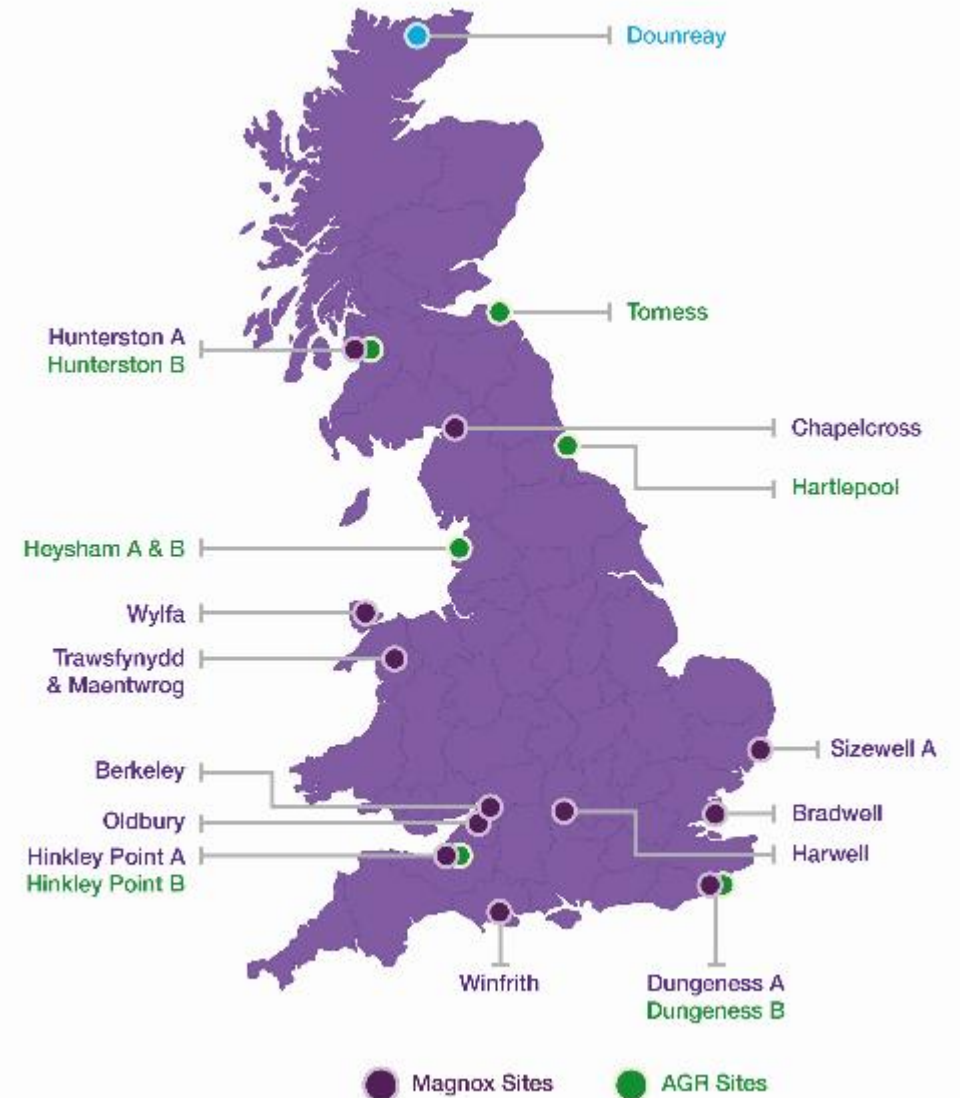 Dounreay
Torness
Hunterston A
Hunterston B
Chapelcross
Hartlepool
Heysham A & B
Wylfa
Trawsfynydd
& Maentwrog
Sizewell A
Berkeley
Oldbury
Bradwell
Hinkley Point A
Hinkley Point B
Harwell
Winfrith
Dungeness A
Dungeness B
Magnox Sites
AGR Sites